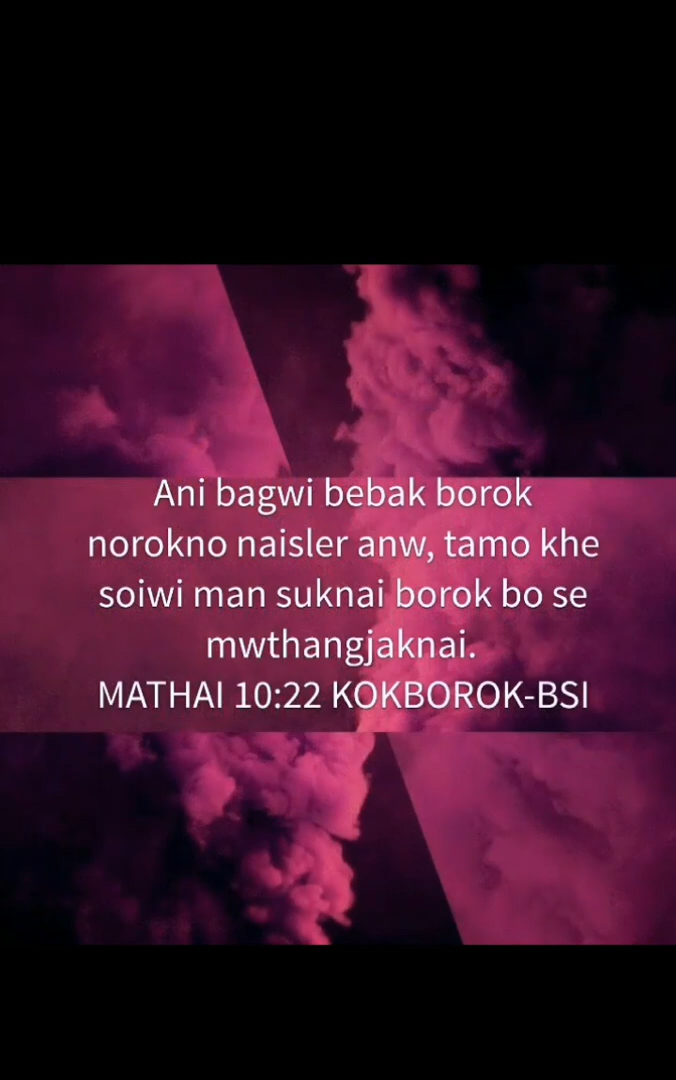 Ani bagwi bebak borok
norokno naisler anw, tamo khe
soiwi man suknai borok bo se
mwthangjaknai.
MATHAI 10:22 KOKBOROK-BSI